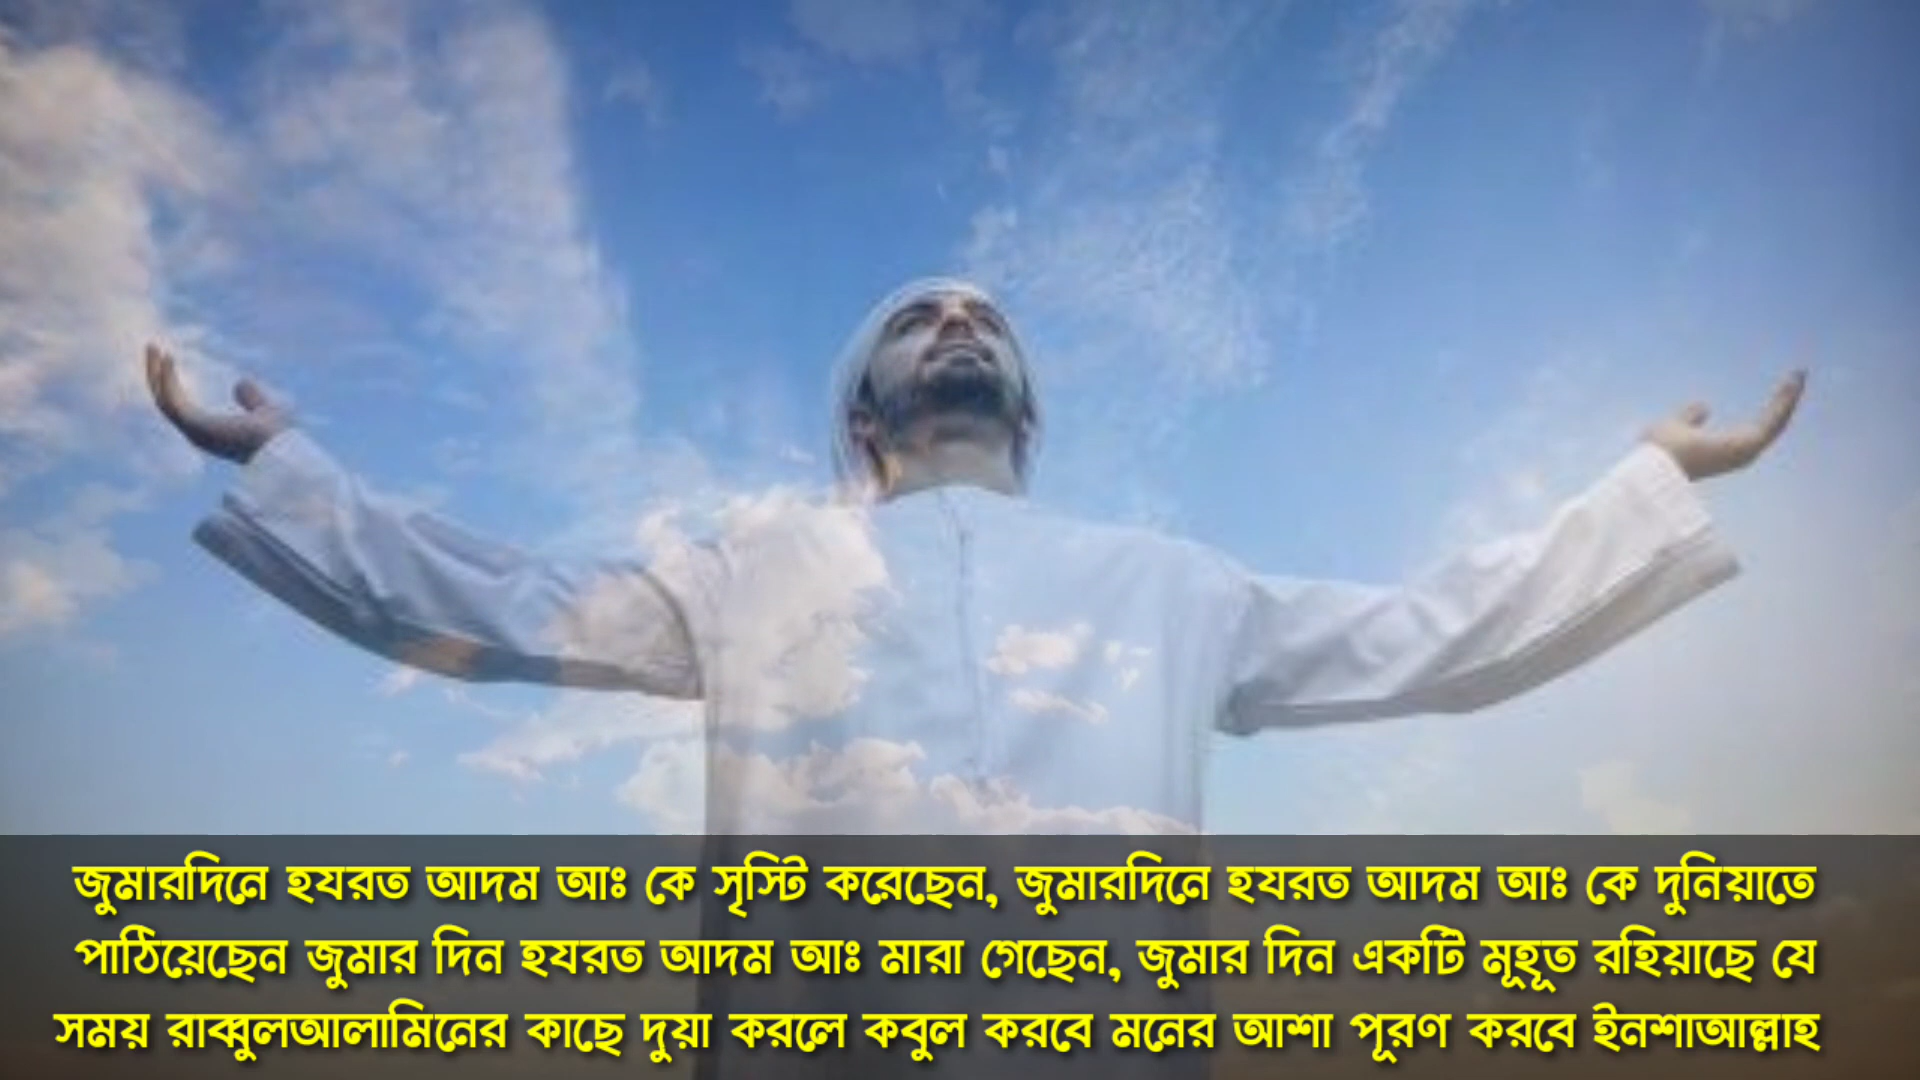 জুমারদিনে হযরত আদম আঃ কে সৃস্টি করেছেন, জুমারদিনে হযরত আদম আঃ কে দুনিয়াতে
পাঠিয়েছেন জুমার দিন হযরত আদম আঃ মারা গেছেন, জুমার দিন একটি মূহূত রহিয়াছে যে
সময় রাব্বুলআলামিনের কাছে দুয়া করলে কবুল করবে মনের আশা পূরণ করবে ইনশাআল্লাহ